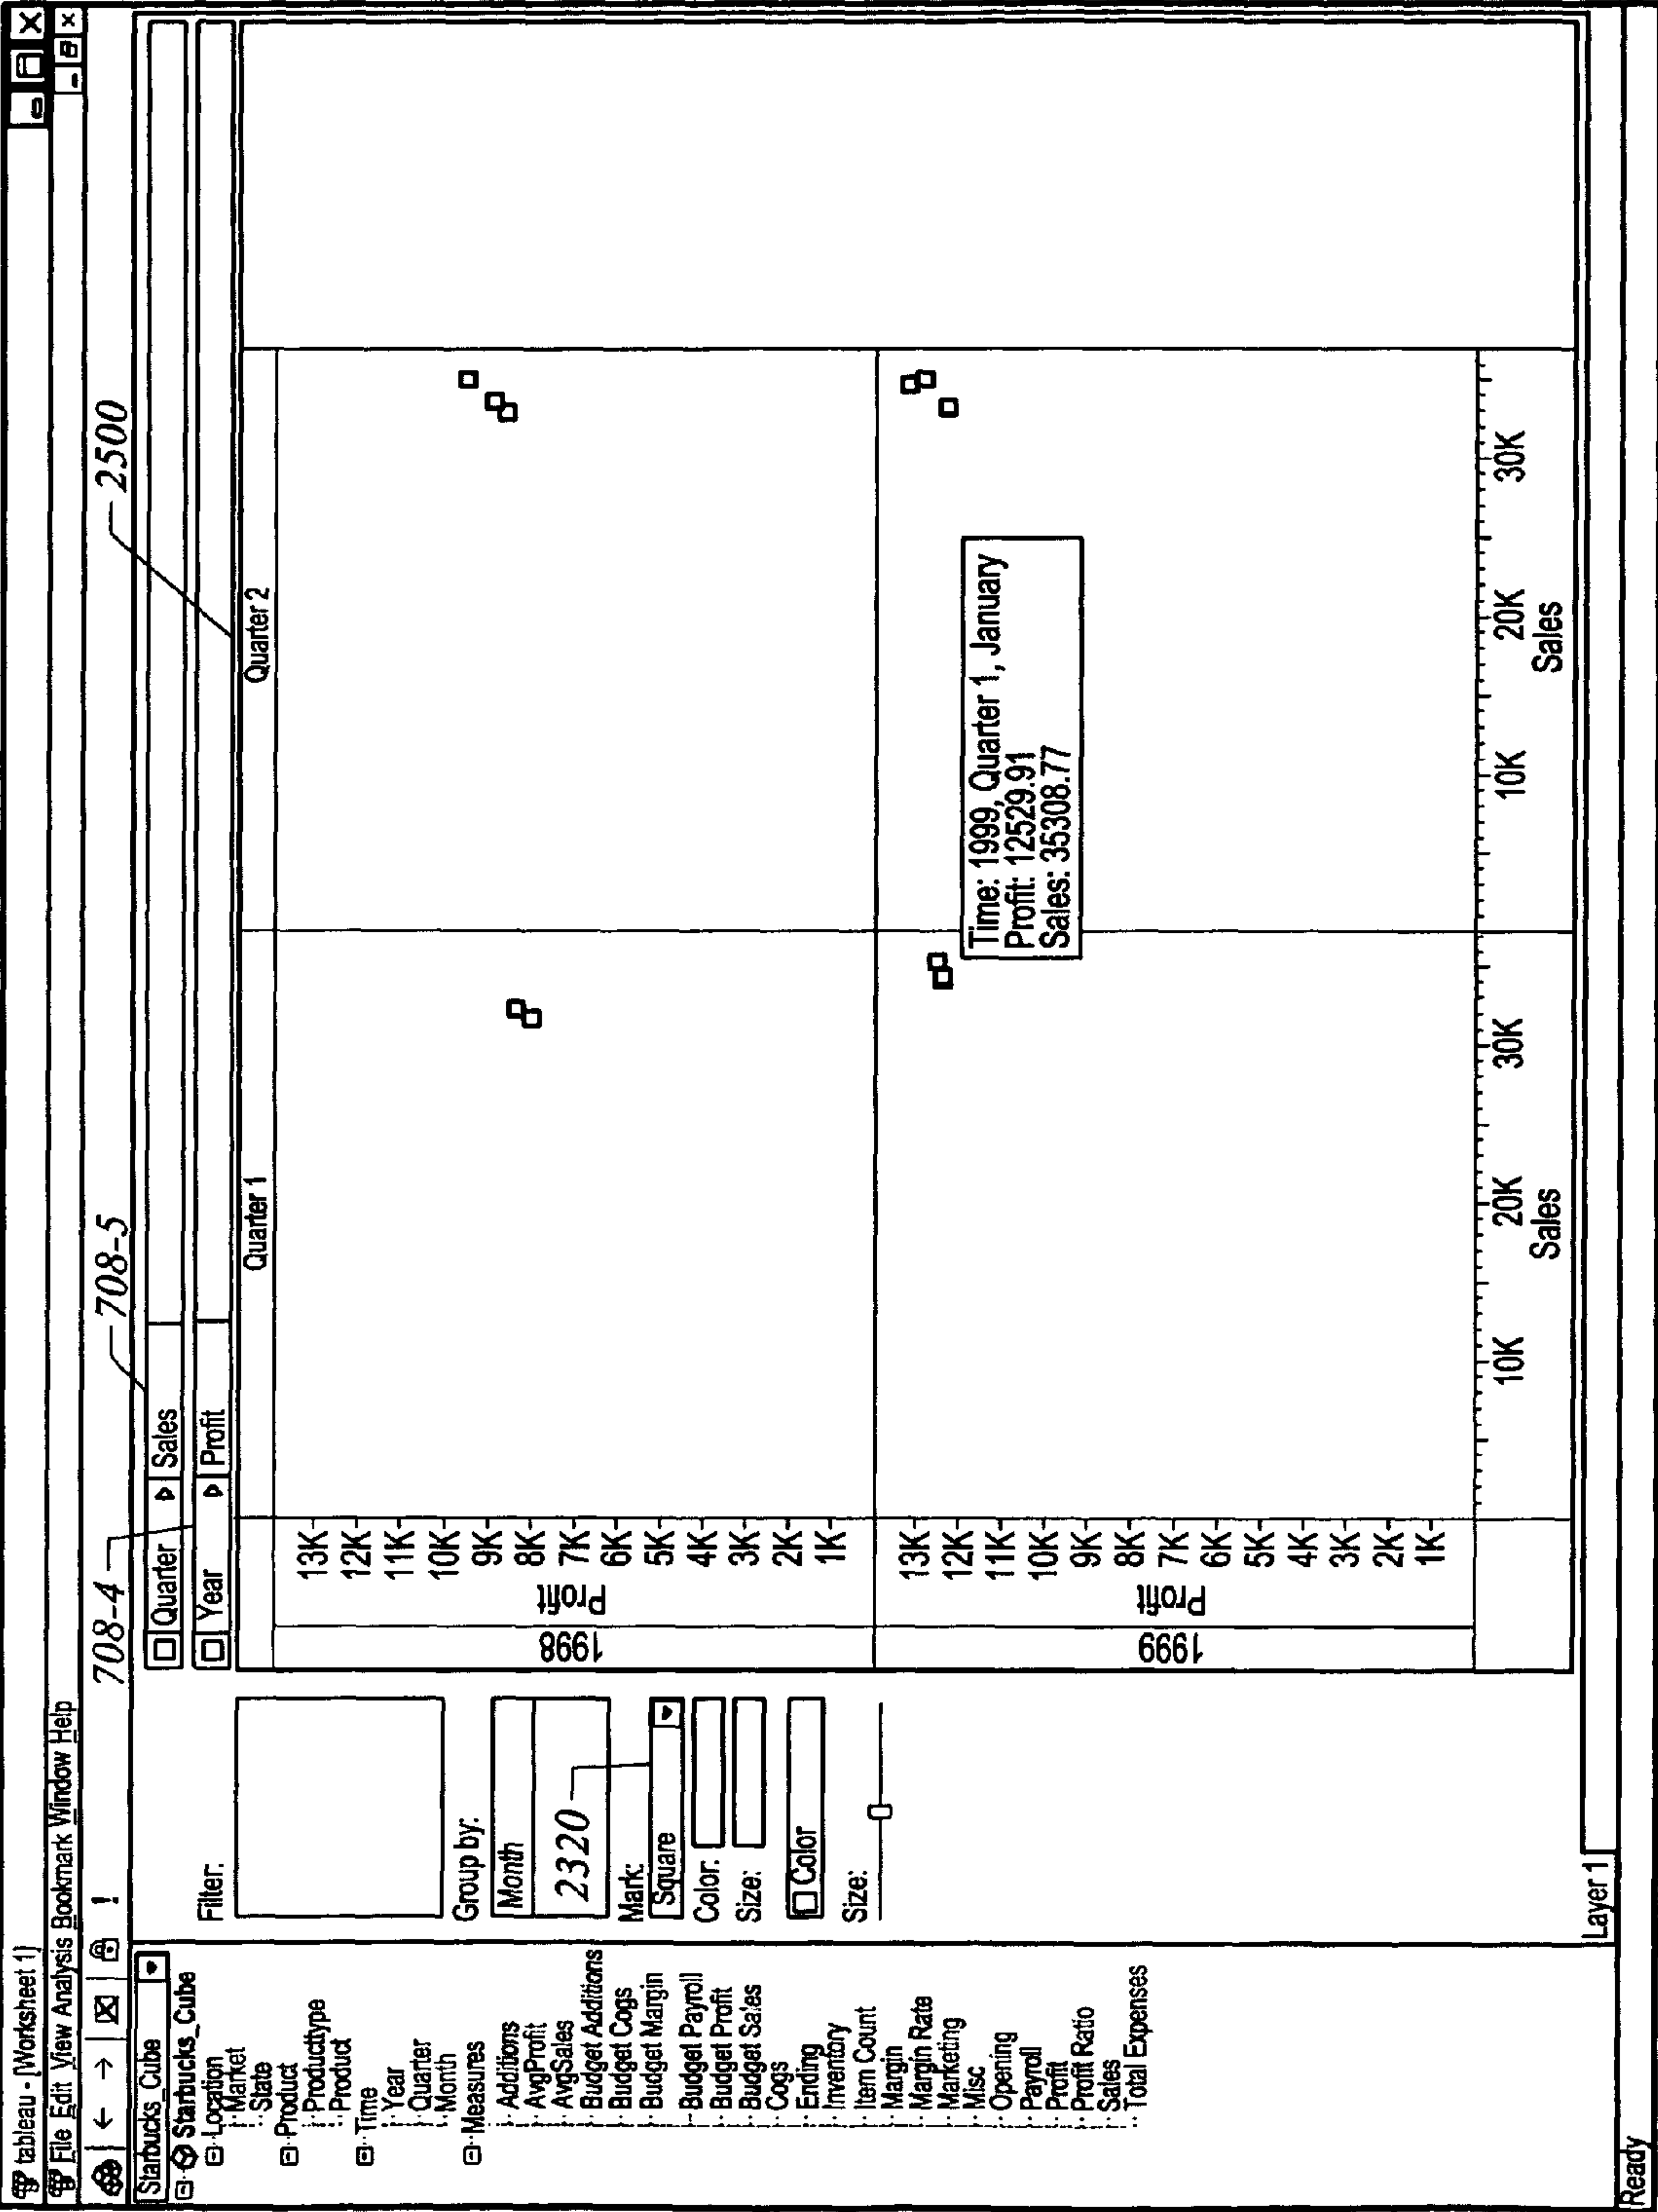 tableau - [Worksheet 1]
File Edit View Analysis Bookmark Window Help
!
708-4
708-5
2500
Starbucks_Cube
Starbucks_Cube
Location
Market
State
Product
Producttype
Product
Time
Year
Quarter
Month
Measures
Additions
AvgProfit
AvgSales
Budget Additions
Budget Cogs
Budget Margin
Budget Payroll
Budget Profit
Budget Sales
Cogs
Ending
Inventory
Item Count
Margin
Margin Rate
Marketing
Misc
Opening
Payroll
Profit
Profit Ratio
Sales
Total Expenses
Filter:
Group by:
Month
2320
Mark:
Square
Color:
Size:
Color
Size:
Quarter Sales
Year Profit
Quarter 1 Quarter 2
1998
Profit
13K
12K
11K
10K
9K
8K
7K
6K
5K
4K
3K
2K
1K
1999
Profit
13K
12K
11K
10K
9K
8K
7K
6K
5K
4K
3K
2K
1K
Time: 1999, Quarter 1, January
Profit: 12529.91
Sales: 35308.77
10K 20K 30K 10K 20K 30K
Sales Sales
Layer 1
Ready